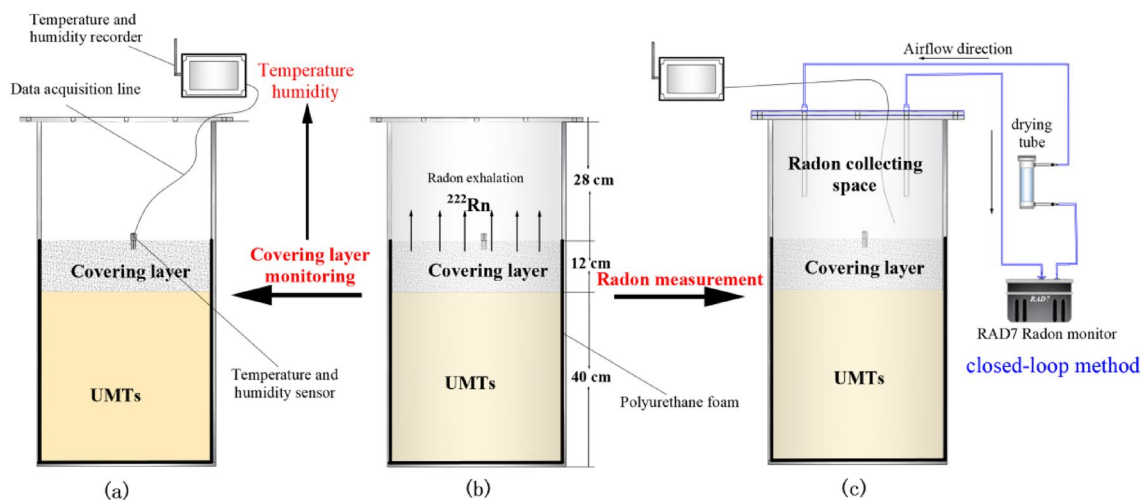 Temperature and
humidity recorder
Data acquisition line
Temperature
humidity
Covering layer
UMTs
Temperature and
humidity sensor
(a)
Covering layer
monitoring
Radon exhalation
²²²Rn
Covering layer
UMTs
28 cm
12 cm
40 cm
Polyurethane foam
(b)
Radon measurement
Airflow direction
drying
tube
Radon collecting
space
Covering layer
UMTs
RAD7
RAD7 Radon monitor
closed-loop method
(c)